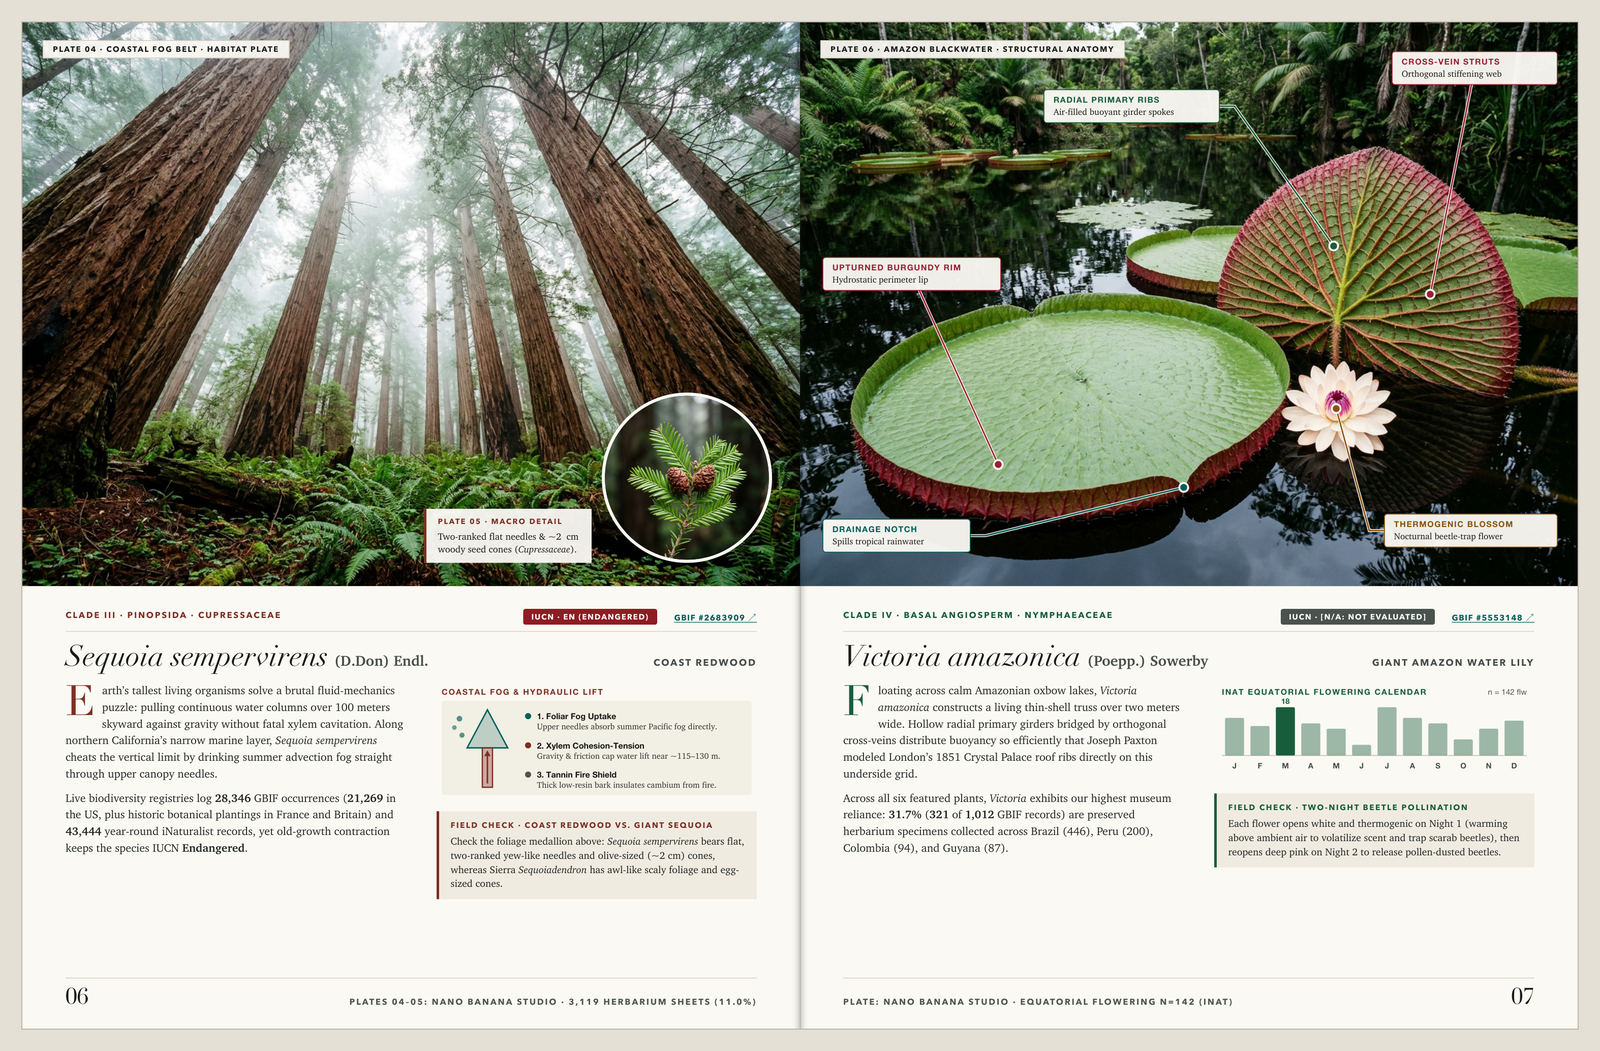 PLATE 04 · COASTAL FOG BELT · HABITAT PLATE
PLATE 05 · MACRO DETAIL
Two-ranked flat needles & ~2 cm
woody seed cones (Cupressaceae).
CLADE III · PINOPSIDA · CUPRESSACEAE
IUCN · EN (ENDANGERED)
GBIF #2683909 ↗
Sequoia sempervirens (D.Don) Endl.
COAST REDWOOD
Earth’s tallest living organisms solve a brutal fluid-mechanics
puzzle: pulling continuous water columns over 100 meters
skyward against gravity without fatal xylem cavitation. Along
northern California’s narrow marine layer, Sequoia sempervirens
cheats the vertical limit by drinking summer advection fog straight
through upper canopy needles.
Live biodiversity registries log 28,346 GBIF occurrences (21,269 in
the US, plus historic botanical plantings in France and Britain) and
43,444 year-round iNaturalist records, yet old-growth contraction
keeps the species IUCN Endangered.
COASTAL FOG & HYDRAULIC LIFT
1. Foliar Fog Uptake
Upper needles absorb summer Pacific fog directly.
2. Xylem Cohesion-Tension
Gravity & friction cap water lift near ~115–130 m.
3. Tannin Fire Shield
Thick low-resin bark insulates cambium from fire.
FIELD CHECK · COAST REDWOOD VS. GIANT SEQUOIA
Check the foliage medallion above: Sequoia sempervirens bears flat,
two-ranked yew-like needles and olive-sized (~2 cm) cones,
whereas Sierra Sequoiadendron has awl-like scaly foliage and egg-
sized cones.
06
PLATES 04–05: NANO BANANA STUDIO · 3,119 HERBARIUM SHEETS (11.0%)
PLATE 06 · AMAZON BLACKWATER · STRUCTURAL ANATOMY
CROSS-VEIN STRUTS
Orthogonal stiffening web
RADIAL PRIMARY RIBS
Air-filled buoyant girder spokes
UPTURNED BURGUNDY RIM
Hydrostatic perimeter lip
DRAINAGE NOTCH
Spills tropical rainwater
THERMOGENIC BLOSSOM
Nocturnal beetle-trap flower
CLADE IV · BASAL ANGIOSPERM · NYMPHAEACEAE
IUCN · [N/A: NOT EVALUATED]
GBIF #5553148 ↗
Victoria amazonica (Poepp.) Sowerby
GIANT AMAZON WATER LILY
Floating across calm Amazonian oxbow lakes, Victoria
amazonica constructs a living thin-shell truss over two meters
wide. Hollow radial primary girders bridged by orthogonal
cross-veins distribute buoyancy so efficiently that Joseph Paxton
modeled London’s 1851 Crystal Palace roof ribs directly on this
underside grid.
Across all six featured plants, Victoria exhibits our highest museum
reliance: 31.7% (321 of 1,012 GBIF records) are preserved
herbarium specimens collected across Brazil (446), Peru (200),
Colombia (94), and Guyana (87).
INAT EQUATORIAL FLOWERING CALENDAR
n = 142 flw
18
J F M A M J J A S O N D
FIELD CHECK · TWO-NIGHT BEETLE POLLINATION
Each flower opens white and thermogenic on Night 1 (warming
above ambient air to volatilize scent and trap scarab beetles), then
reopens deep pink on Night 2 to release pollen-dusted beetles.
PLATE: NANO BANANA STUDIO · EQUATORIAL FLOWERING N=142 (INAT)
07